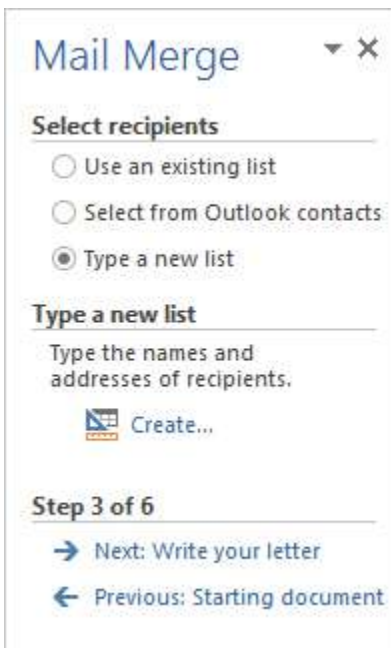 Mail Merge
Select recipients
Use an existing list
Select from Outlook contacts
Type a new list
Type a new list
Type the names and
addresses of recipients.
Create...
Step 3 of 6
Next: Write your letter
Previous: Starting document